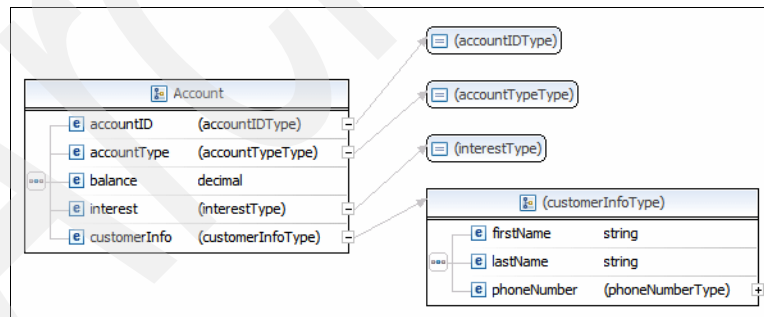 Account
e accountID (accountIDType)
e accountType (accountTypeType)
e balance decimal
e interest (interestType)
e customerInfo (customerInfoType)
(accountIDType)
(accountTypeType)
(interestType)
(customerInfoType)
e firstName string
e lastName string
e phoneNumber (phoneNumberType)